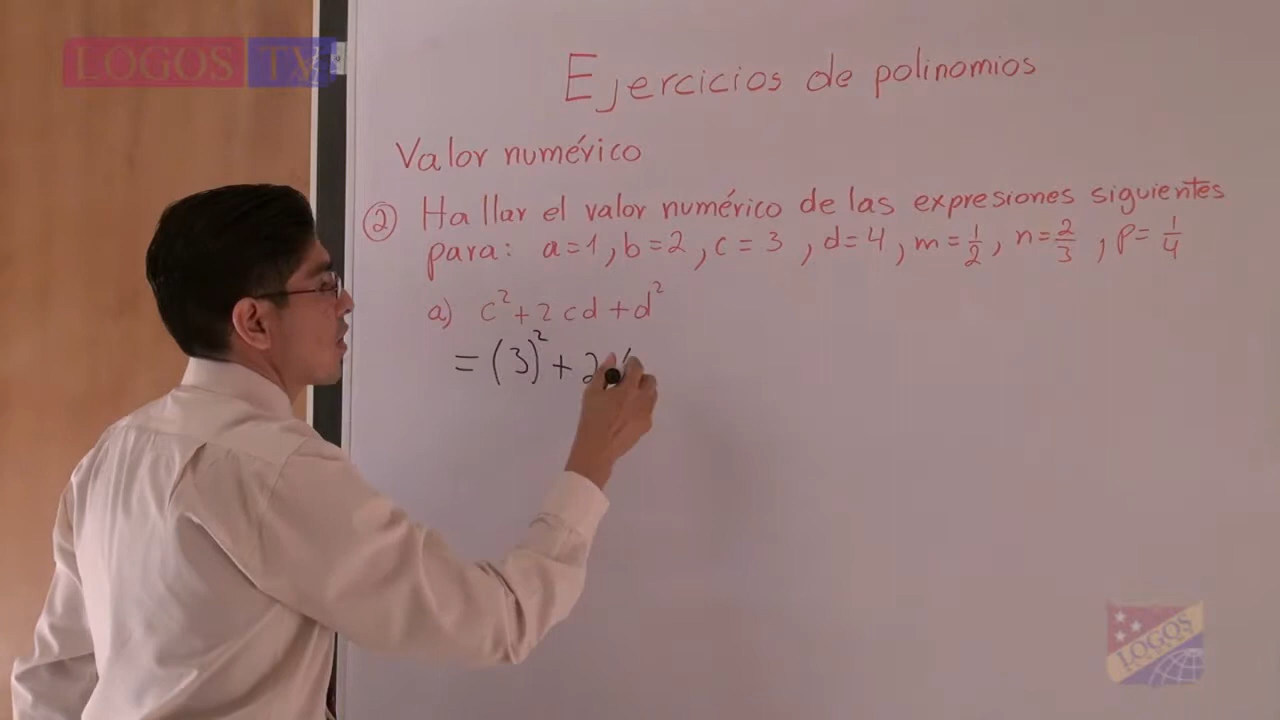 LOGOS TV
Ejercicios de polinomios
Valor numérico
② Hallar el valor numérico de las expresiones siguientes
para: a=1, b=2, c=3, d=4, m=1/2, n=2/3, p=1/4
a) c²+2cd+d²
=(3)²+2
LOGOS